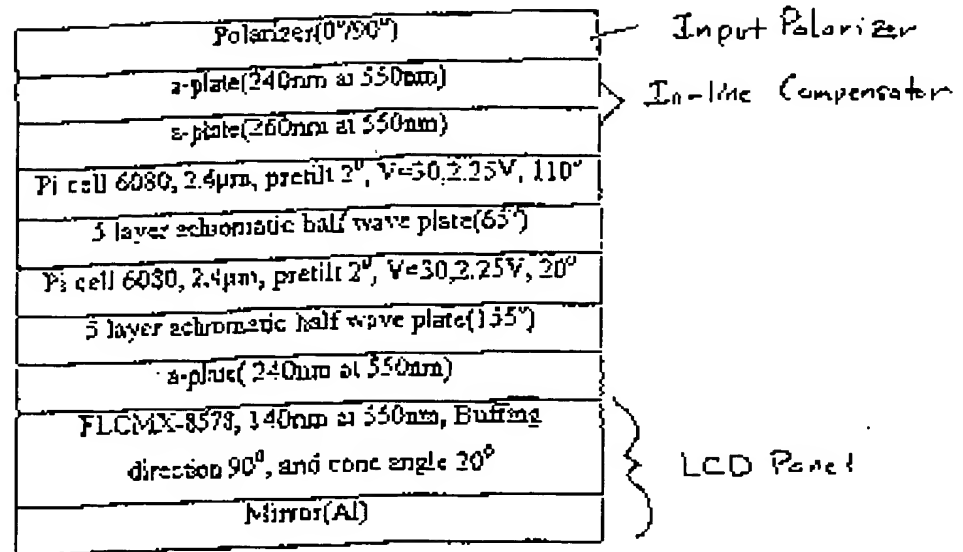 Polarizer(0°/90°)
Input Polarizer
a-plate(240nm at 550nm)
In-line Compensator
a-plate(260nm at 550nm)
Pi cell 6080, 2.4μm, pretilt 2°, V=30,2.25V, 110°
5 layer achromatic half wave plate(65°)
Pi cell 6080, 2.4μm, pretilt 2°, V=30,2.25V, 20°
5 layer achromatic half wave plate(155°)
a-plate( 240nm at 550nm)
FLCMX-8578, 140nm at 550nm, Buffing
direction 90°, and cone angle 20°
LCD Panel
Mirror(Al)